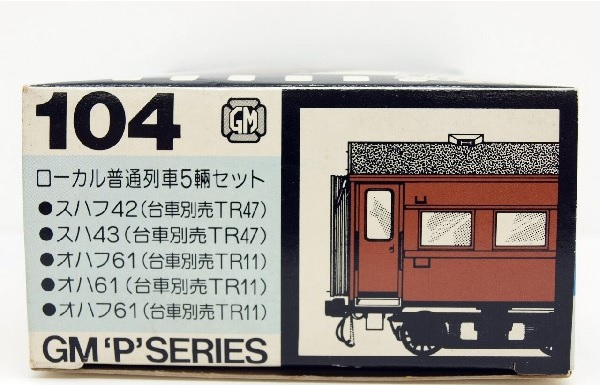 104
GM
ローカル普通列車5輛セット
●スハフ42(台車別売TR47)
●スハ43(台車別売TR47)
●オハフ61(台車別売TR11)
●オハ61(台車別売TR11)
●オハフ61(台車別売TR11)
GM'P'SERIES